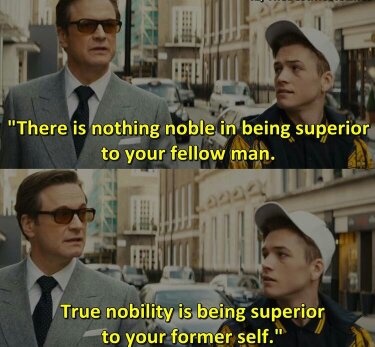 "There is nothing noble in being superior
to your fellow man.
True nobility is being superior
to your former self."